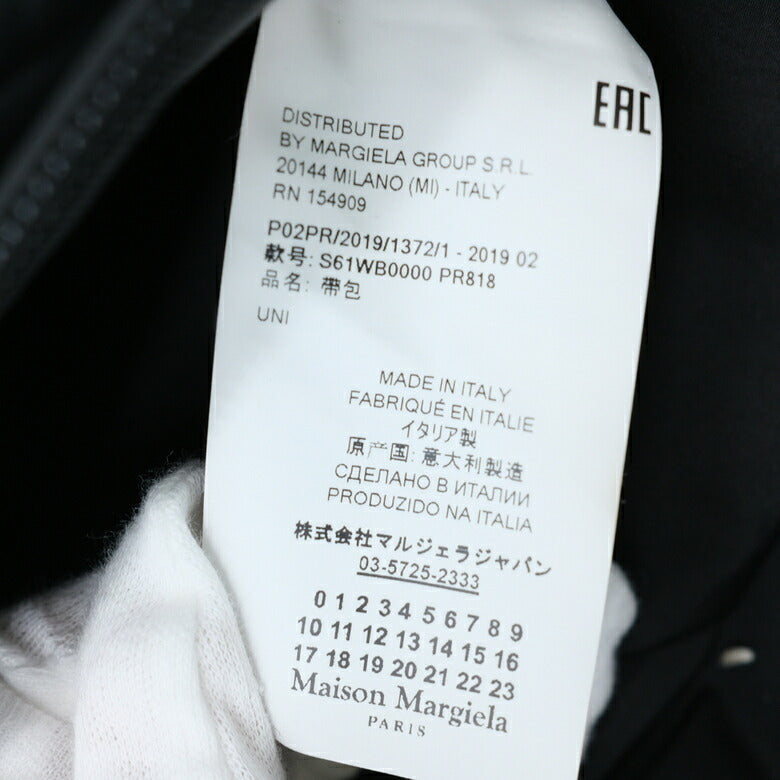 EAC
DISTRIBUTED
BY MARGIELA GROUP S.R.L.
20144 MILANO (MI) - ITALY
RN 154909
P02PR/2019/1372/1 - 2019 02
款号: S61WB0000 PR818
品名: 带包
UNI
MADE IN ITALY
FABRIQUÉ EN ITALIE
イタリア製
原产国: 意大利製造
СДЕЛАНО В ИТАЛИИ
PRODUZIDO NA ITALIA
株式会社マルジェラジャパン
03-5725-2333
0 1 2 3 4 5 6 7 8 9
10 11 12 13 14 15 16
17 18 19 20 21 22 23
Maison Margiela
PARIS